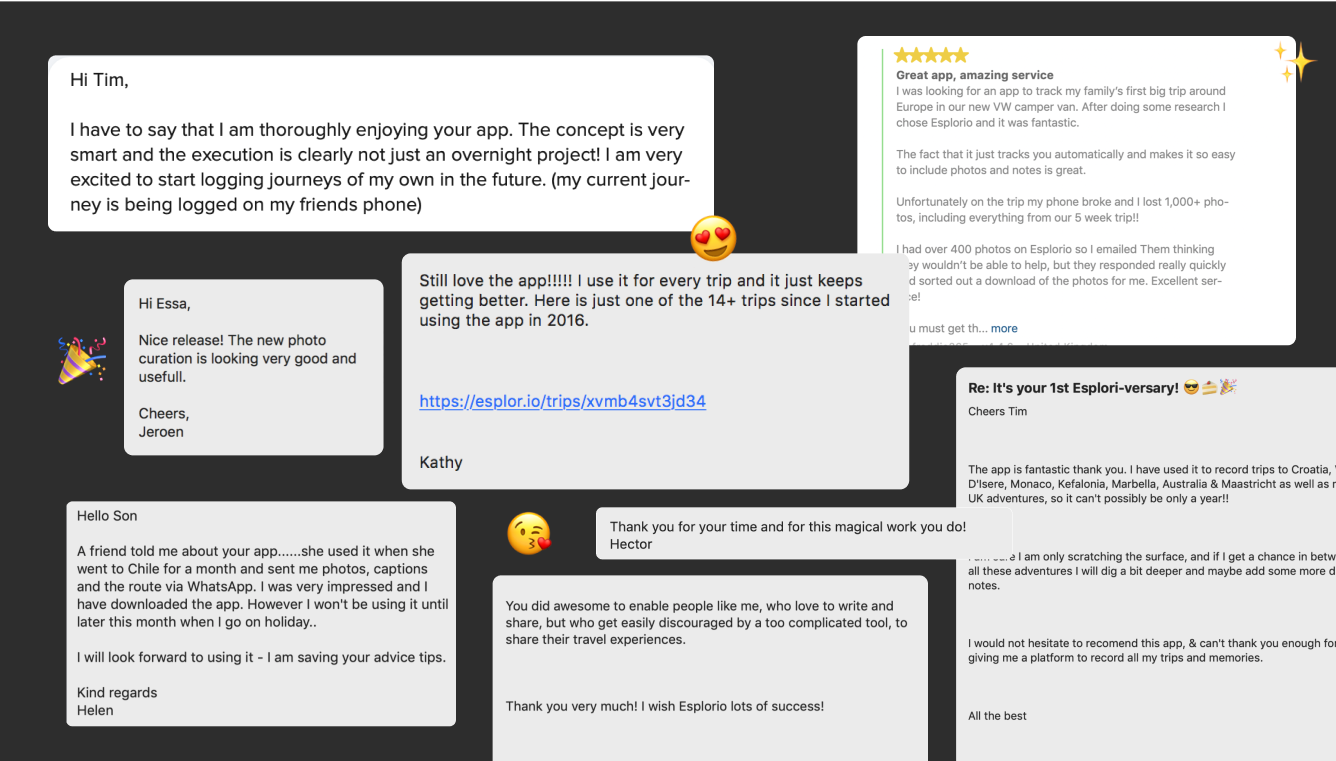 Hi Tim,
I have to say that I am thoroughly enjoying your app. The concept is very
smart and the execution is clearly not just an overnight project! I am very
excited to start logging journeys of my own in the future. (my current jour-
ney is being logged on my friends phone)
Great app, amazing service
I was looking for an app to track my family's first big trip around
Europe in our new VW camper van. After doing some research I
chose Esplorio and it was fantastic.
The fact that it just tracks you automatically and makes it so easy
to include photos and notes is great.
Unfortunately on the trip my phone broke and I lost 1,000+ pho-
tos, including everything from our 5 week trip!!
I had over 400 photos on Esplorio so I emailed Them thinking
wouldn't be able to help, but they responded really quickly
sorted out a download of the photos for me. Excellent ser-
must get th... more
Hi Essa,
Nice release! The new photo
curation is looking very good and
usefull.
Cheers,
Jeroen
Still love the app!!!!! I use it for every trip and it just keeps
getting better. Here is just one of the 14+ trips since I started
using the app in 2016.
https://esplor.io/trips/xvmb4svt3jd34
Kathy
Re: It's your 1st Esplori-versary! 😎🍰🎉
Cheers Tim
The app is fantastic thank you. I have used it to record trips to Croatia,
D'Isere, Monaco, Kefalonia, Marbella, Australia & Maastricht as well as
UK adventures, so it can't possibly be only a year!!
I am only scratching the surface, and if I get a chance in
all these adventures I will dig a bit deeper and maybe add some more
notes.
I would not hesitate to recomend this app, & can't thank you enough for
giving me a platform to record all my trips and memories.
All the best
Hello Son
A friend told me about your app......she used it when she
went to Chile for a month and sent me photos, captions
and the route via WhatsApp. I was very impressed and I
have downloaded the app. However I won't be using it until
later this month when I go on holiday..
I will look forward to using it - I am saving your advice tips.
Kind regards
Helen
Thank you for your time and for this magical work you do!
Hector
You did awesome to enable people like me, who love to write and
share, but who get easily discouraged by a too complicated tool, to
share their travel experiences.
Thank you very much! I wish Esplorio lots of success!